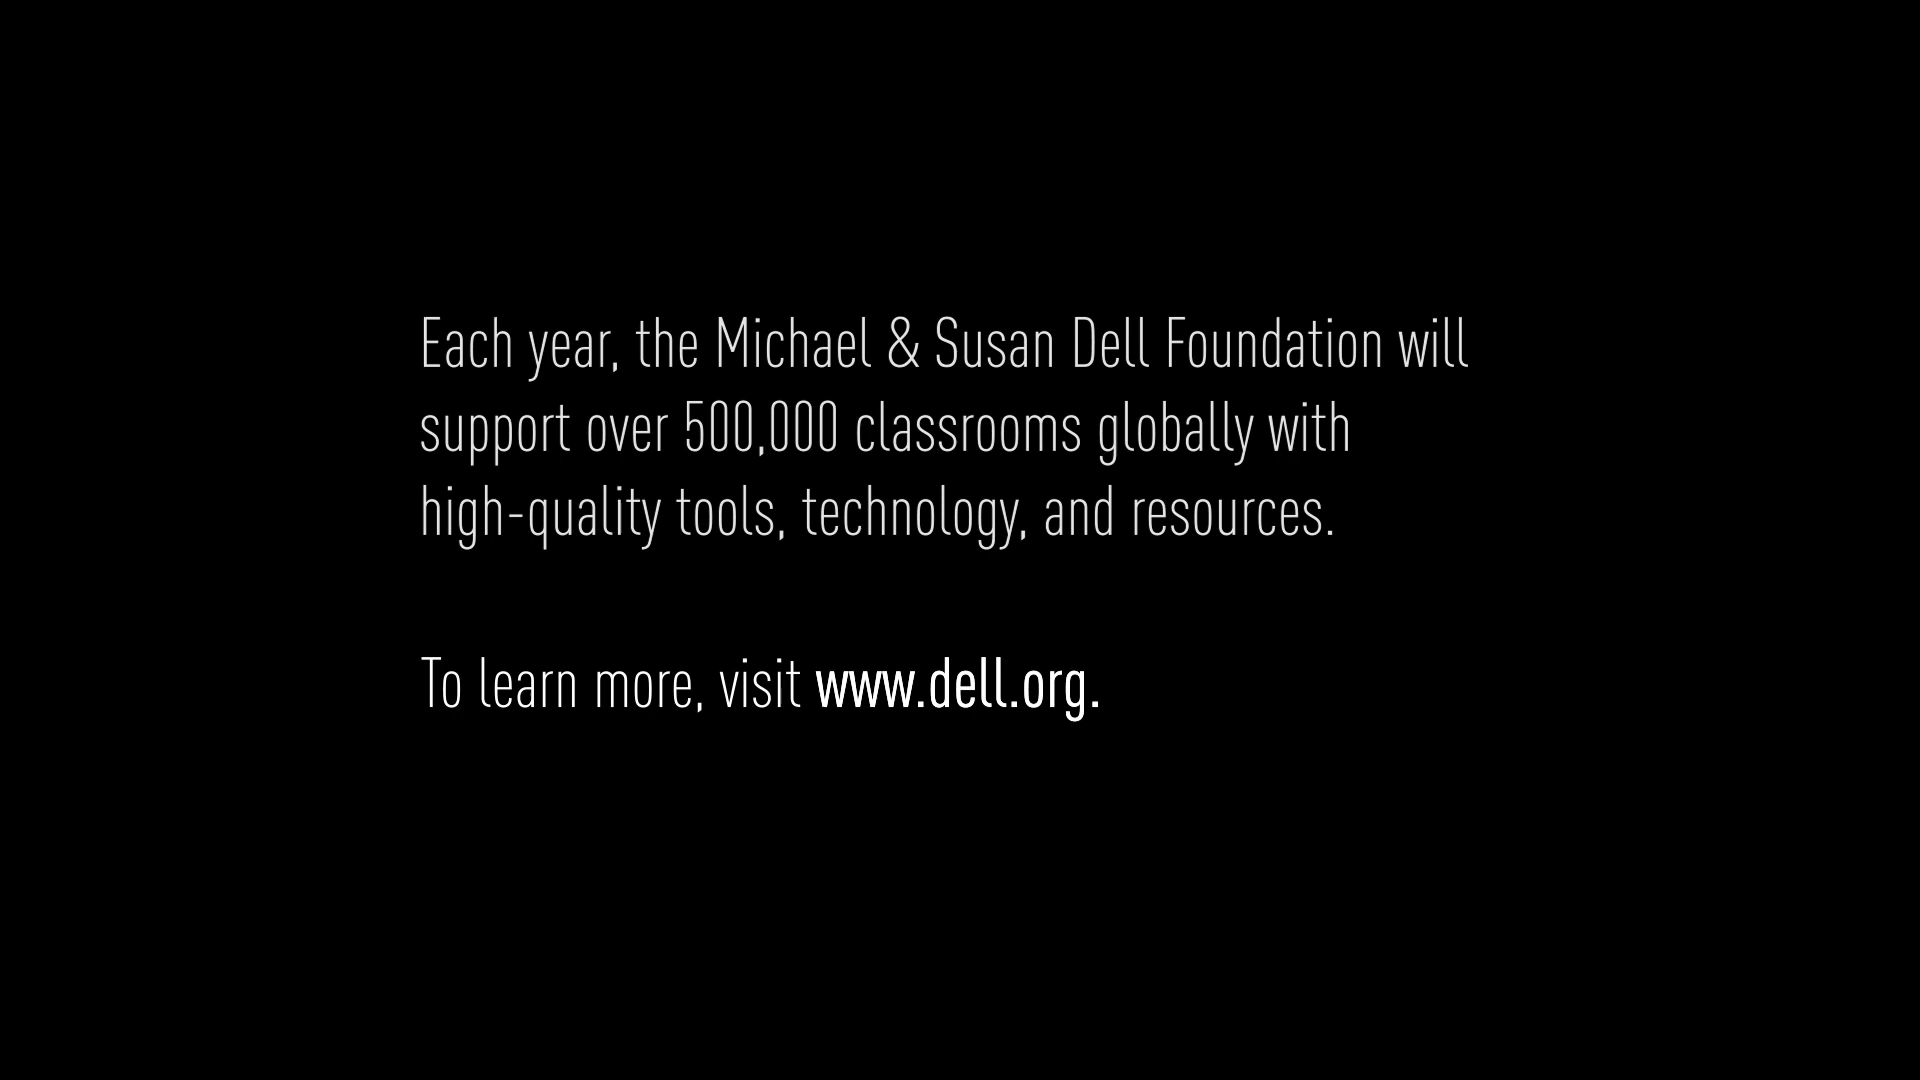 Each year, the Michael & Susan Dell Foundation will
support over 500,000 classrooms globally with
high-quality tools, technology, and resources.
To learn more, visit www.dell.org.